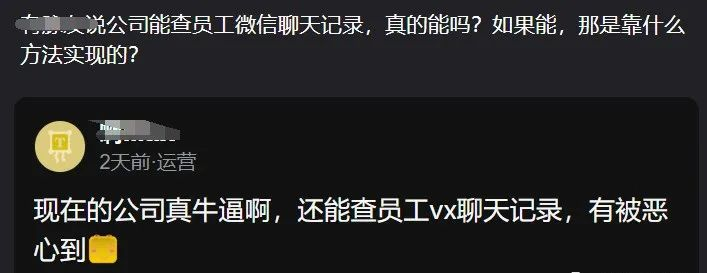 说公司能查员工微信聊天记录，真的能吗？如果能，那是靠什么
方法实现的？
2天前·运营
现在的公司真牛逼啊，还能查员工vx聊天记录，有被恶
心到